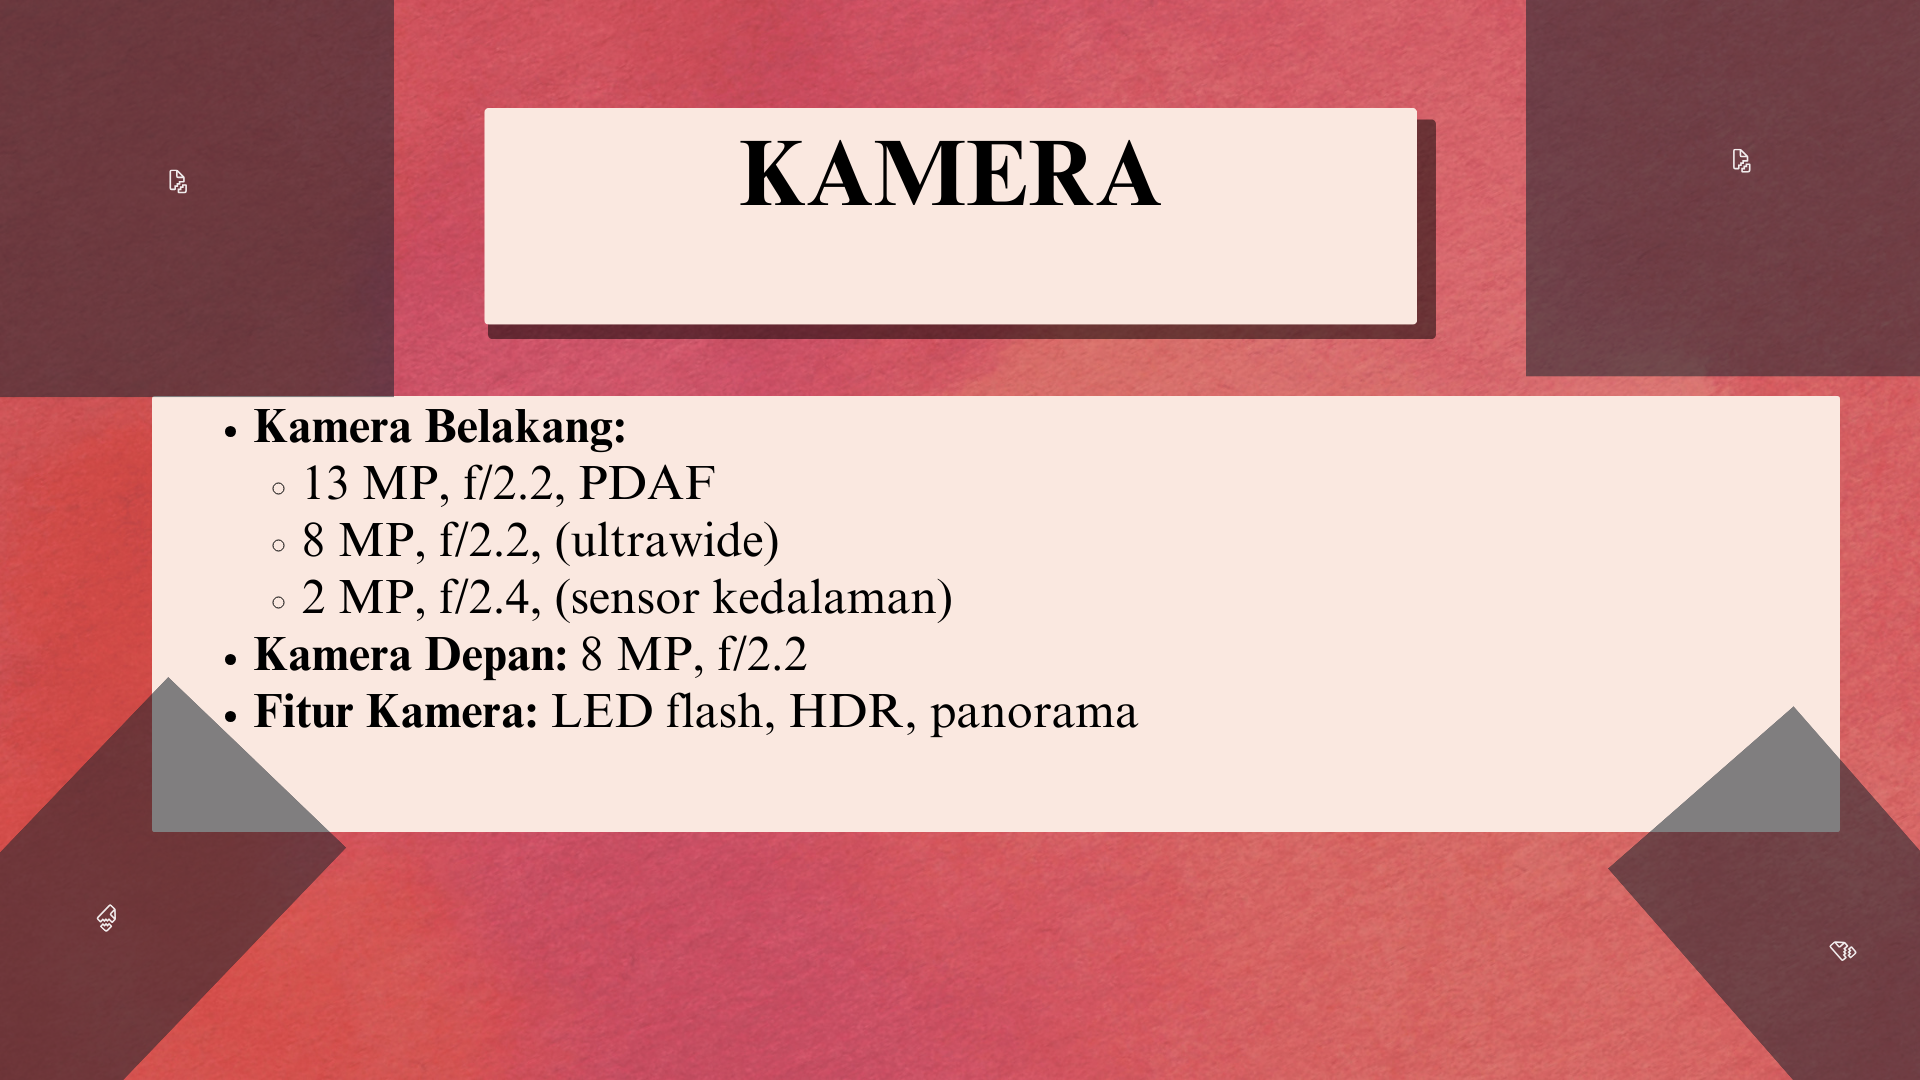 KAMERA
• Kamera Belakang:
◦ 13 MP, f/2.2, PDAF
◦ 8 MP, f/2.2, (ultrawide)
◦ 2 MP, f/2.4, (sensor kedalaman)
• Kamera Depan: 8 MP, f/2.2
• Fitur Kamera: LED flash, HDR, panorama